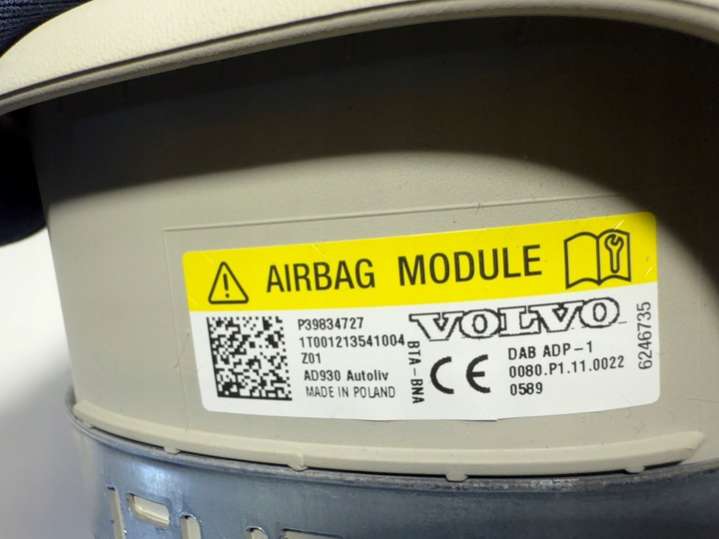 AIRBAG MODULE
P39834727
1T001213541004
Z01
AD930 Autoliv
MADE IN POLAND
BTA-BNA
VOLVO
CE
DAB ADP-1
0080.P1.11.0022
0589
6246735